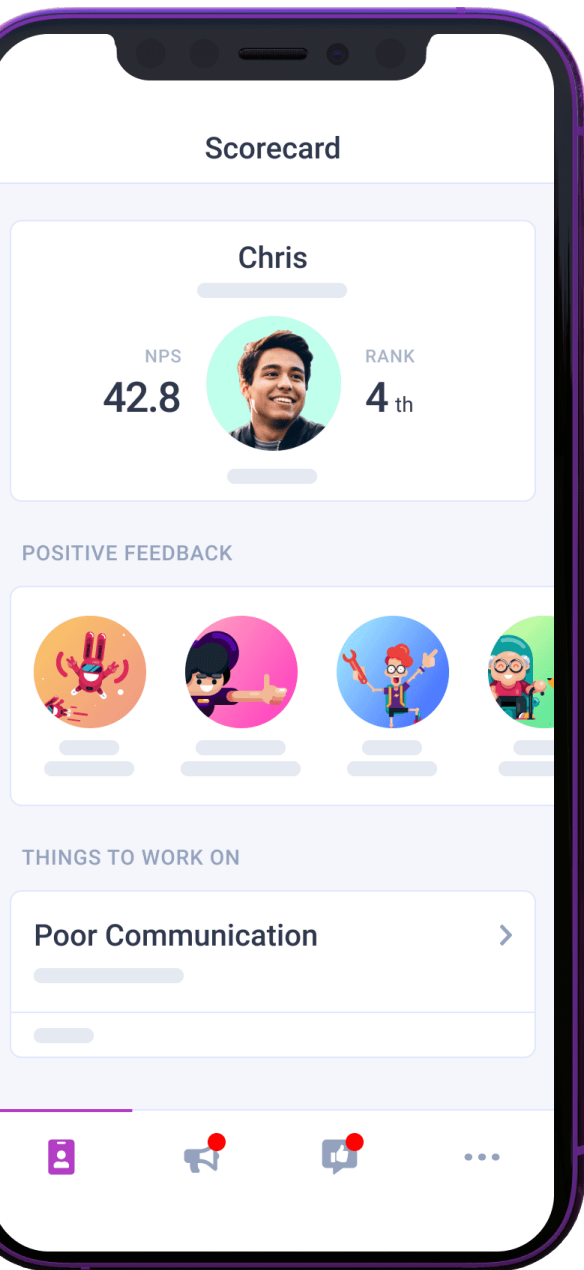 Scorecard
Chris
NPS
RANK
42.8
4 th
POSITIVE FEEDBACK
THINGS TO WORK ON
Poor Communication